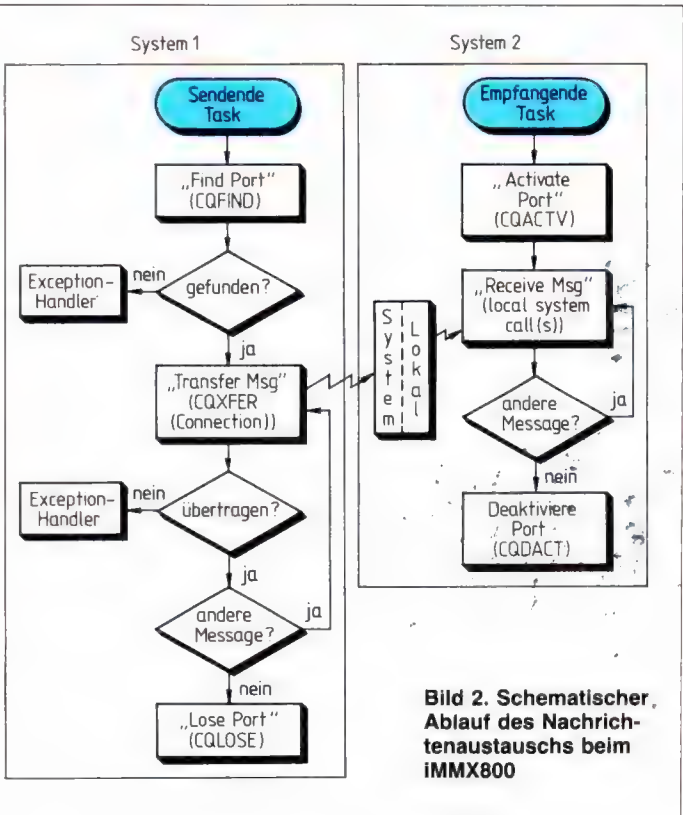 System 1
Sendende
Task
„Find Port"
(CQFIND)
gefunden?
nein
Exception-
Handler
ja
„Transfer Msg"
(CQXFER
(Connection))
übertragen?
nein
Exception-
Handler
ja
andere
Message?
ja
nein
„Lose Port"
(CQLOSE)
System
Lokal
System 2
Empfangende
Task
„Activate
Port"
(CQACTV)
„Receive Msg"
(local system
call(s))
andere
Message?
ja
nein
Deaktiviere
Port
(CQDACT)
Bild 2. Schematischer
Ablauf des Nachrich-
tenaustauschs beim
iMMX800